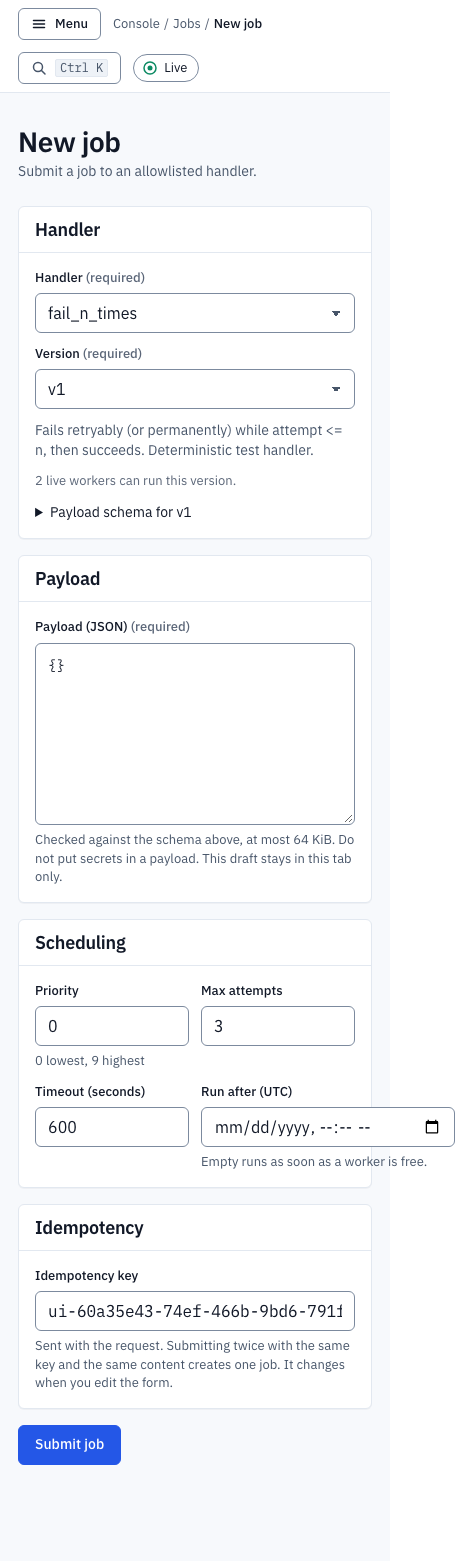 Menu
Console / Jobs / New job
Ctrl K
Live
New job
Submit a job to an allowlisted handler.
Handler
Handler (required)
fail_n_times
Version (required)
v1
Fails retryably (or permanently) while attempt <=
n, then succeeds. Deterministic test handler.
2 live workers can run this version.
Payload schema for v1
Payload
Payload (JSON) (required)
{}
Checked against the schema above, at most 64 KiB. Do
not put secrets in a payload. This draft stays in this tab
only.
Scheduling
Priority
Max attempts
0
3
0 lowest, 9 highest
Timeout (seconds)
Run after (UTC)
600
mm/dd/yyyy, --:-- --
Empty runs as soon as a worker is free.
Idempotency
Idempotency key
ui-60a35e43-74ef-466b-9bd6-791f
Sent with the request. Submitting twice with the same
key and the same content creates one job. It changes
when you edit the form.
Submit job